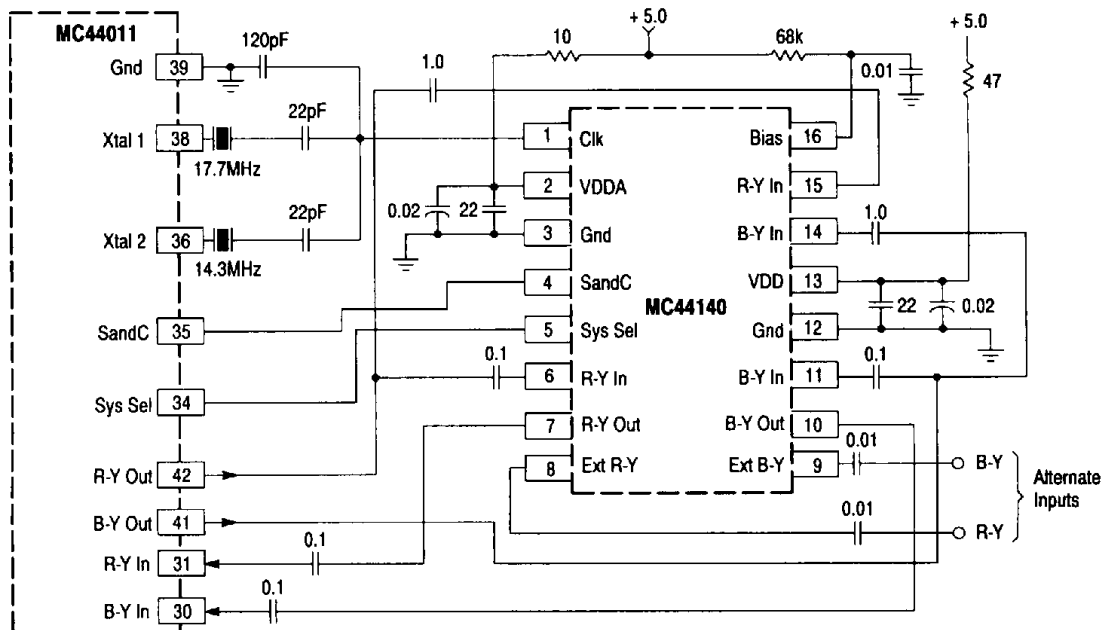 MC44011
Gnd 39
120pF
Xtal 1 38
17.7MHz
22pF
Xtal 2 36
14.3MHz
22pF
SandC 35
Sys Sel 34
R-Y Out 42
B-Y Out 41
R-Y In 31
0.1
B-Y In 30
0.1
1.0
10
+ 5.0
68k
0.01
+ 5.0
47
0.02
22
0.1
MC44140
1 Clk
2 VDDA
3 Gnd
4 SandC
5 Sys Sel
6 R-Y In
7 R-Y Out
8 Ext R-Y
Bias 16
R-Y In 15
B-Y In 14
VDD 13
Gnd 12
B-Y In 11
B-Y Out 10
Ext B-Y 9
1.0
22
0.02
0.1
0.01
B-Y
0.01
R-Y
Alternate
Inputs